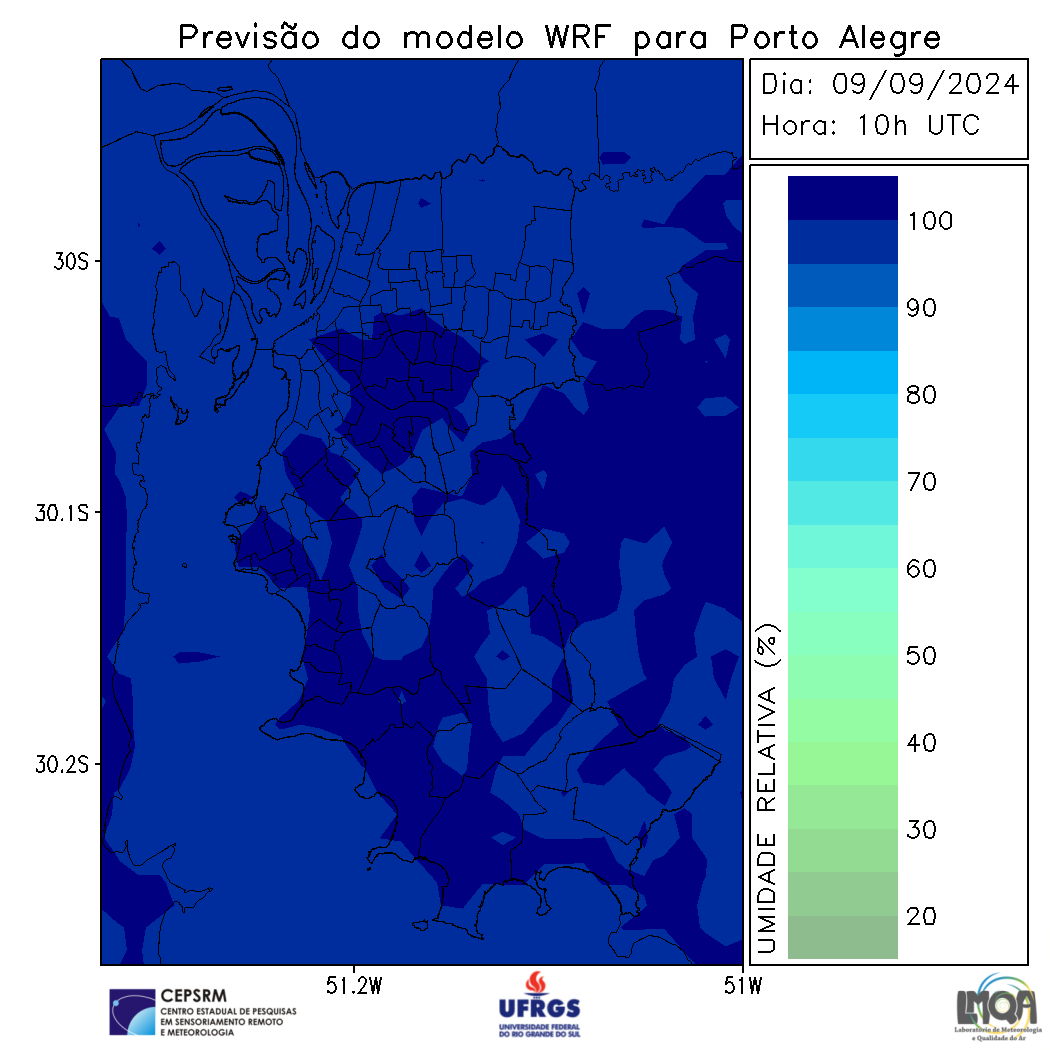 Previsão do modelo WRF para Porto Alegre
Dia: 09/09/2024
Hora: 10h UTC
100
90
80
70
60
50
40
30
20
UMIDADE RELATIVA (%)
30S
30.1S
30.2S
51.2W
51W
CEPSRM
CENTRO ESTADUAL DE PESQUISAS
EM SENSORIAMENTO REMOTO
E METEOROLOGIA
UFRGS
UNIVERSIDADE FEDERAL
DO RIO GRANDE DO SUL
LMQA
Laboratório de Meteorologia
e Qualidade do Ar